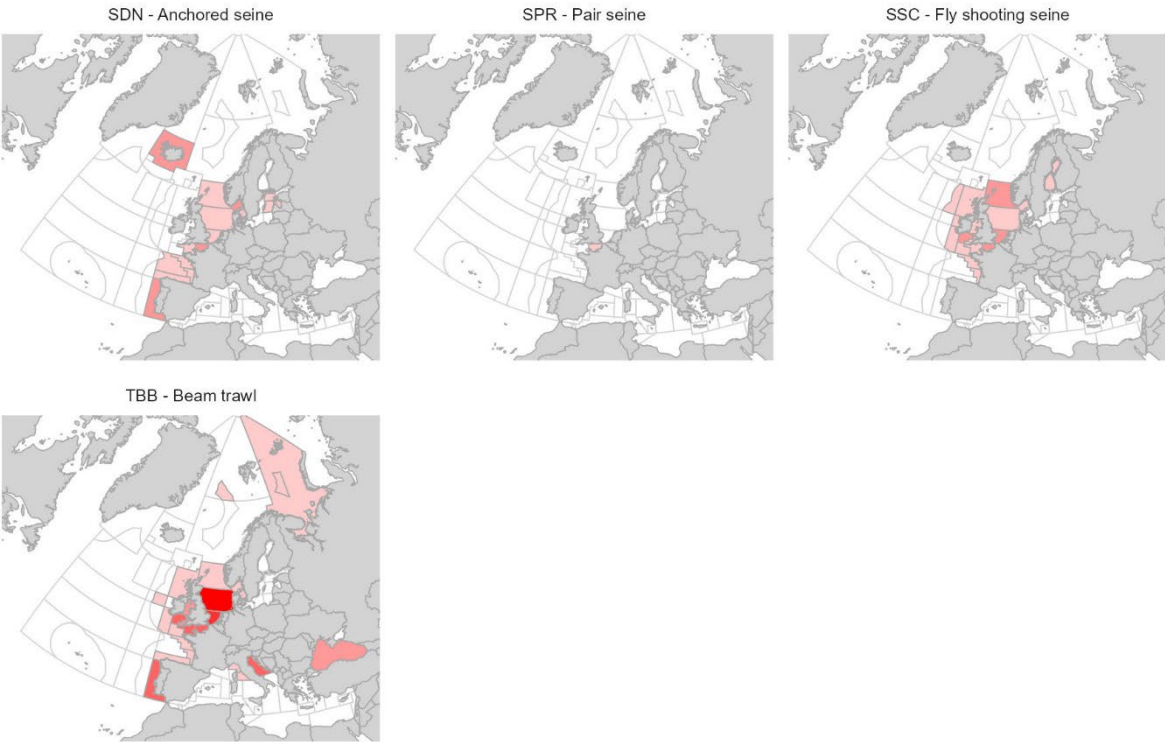 SDN - Anchored seine
SPR - Pair seine
SSC - Fly shooting seine
TBB - Beam trawl